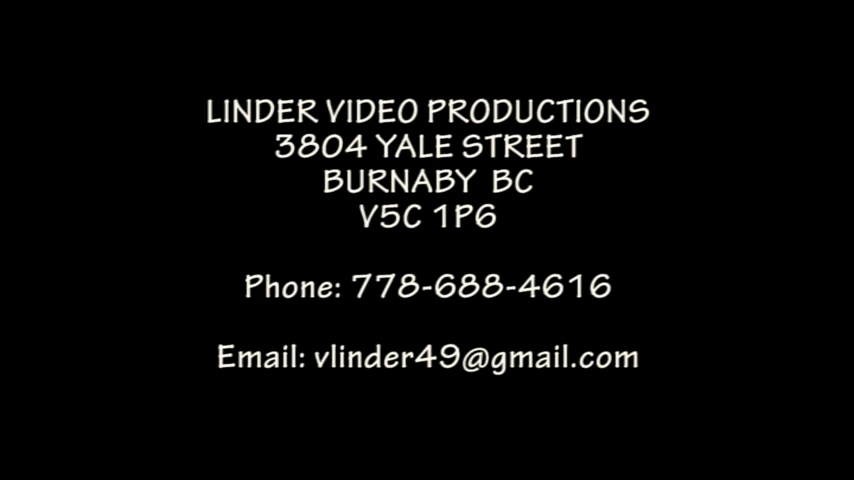 LINDER VIDEO PRODUCTIONS
3804 YALE STREET
BURNABY BC
V5C 1P6
Phone: 778-688-4616
Email: vlinder49@gmail.com